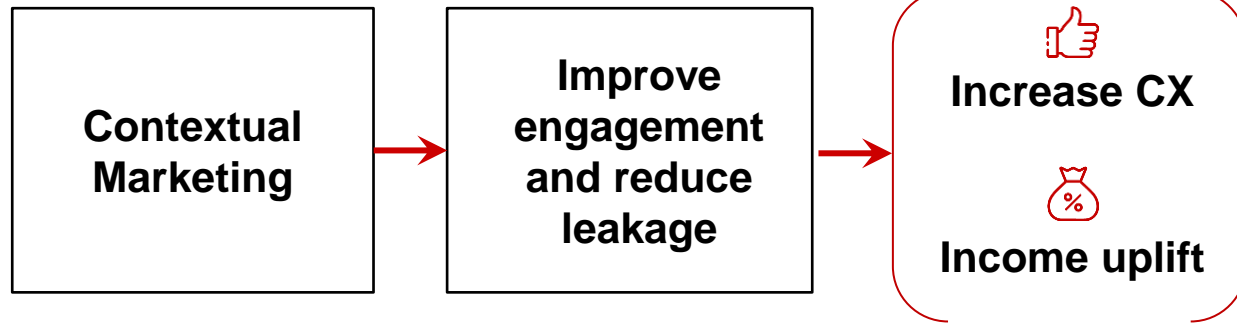 Contextual
Marketing
Improve
engagement
and reduce
leakage
Increase CX
%
Income uplift